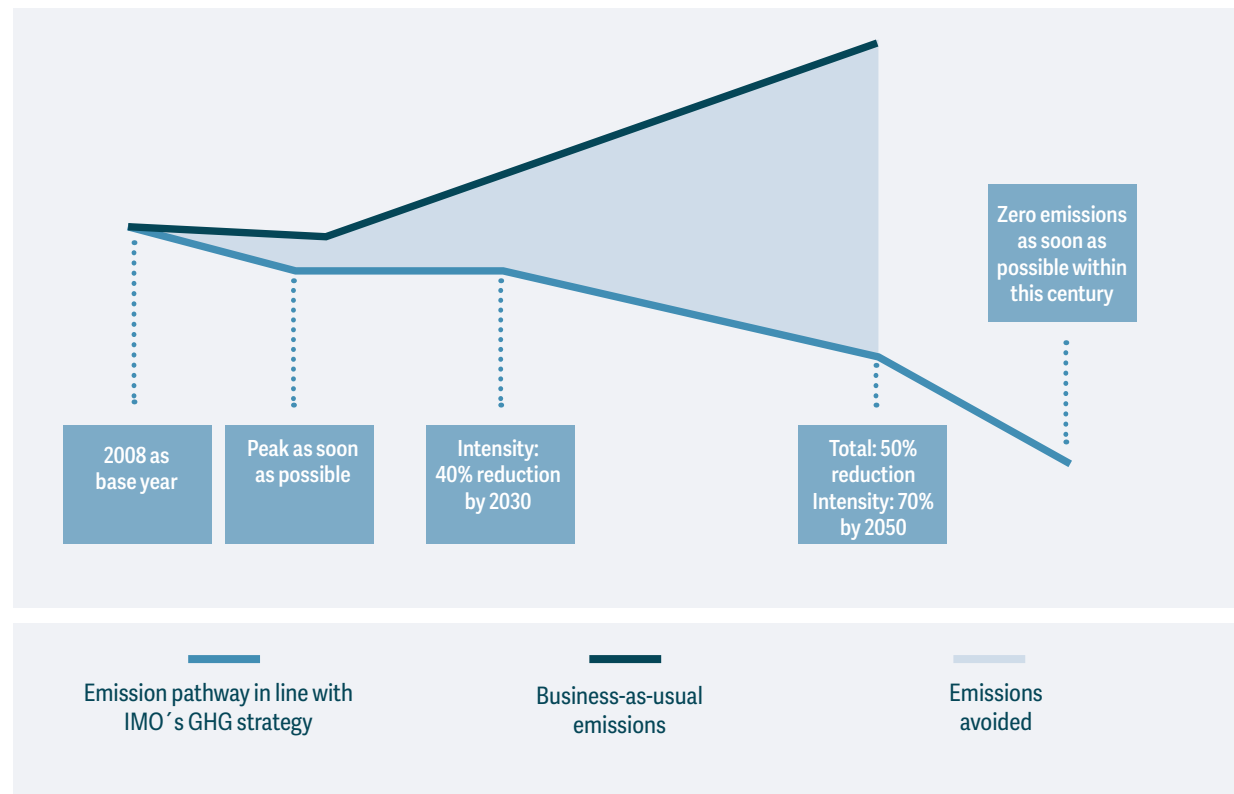 Zero emissions
as soon as
possible within
this century
2008 as
base year
Peak as soon
as possible
Intensity:
40% reduction
by 2030
Total: 50%
reduction
Intensity: 70%
by 2050
Emission pathway in line with
IMO´s GHG strategy
Business-as-usual
emissions
Emissions
avoided